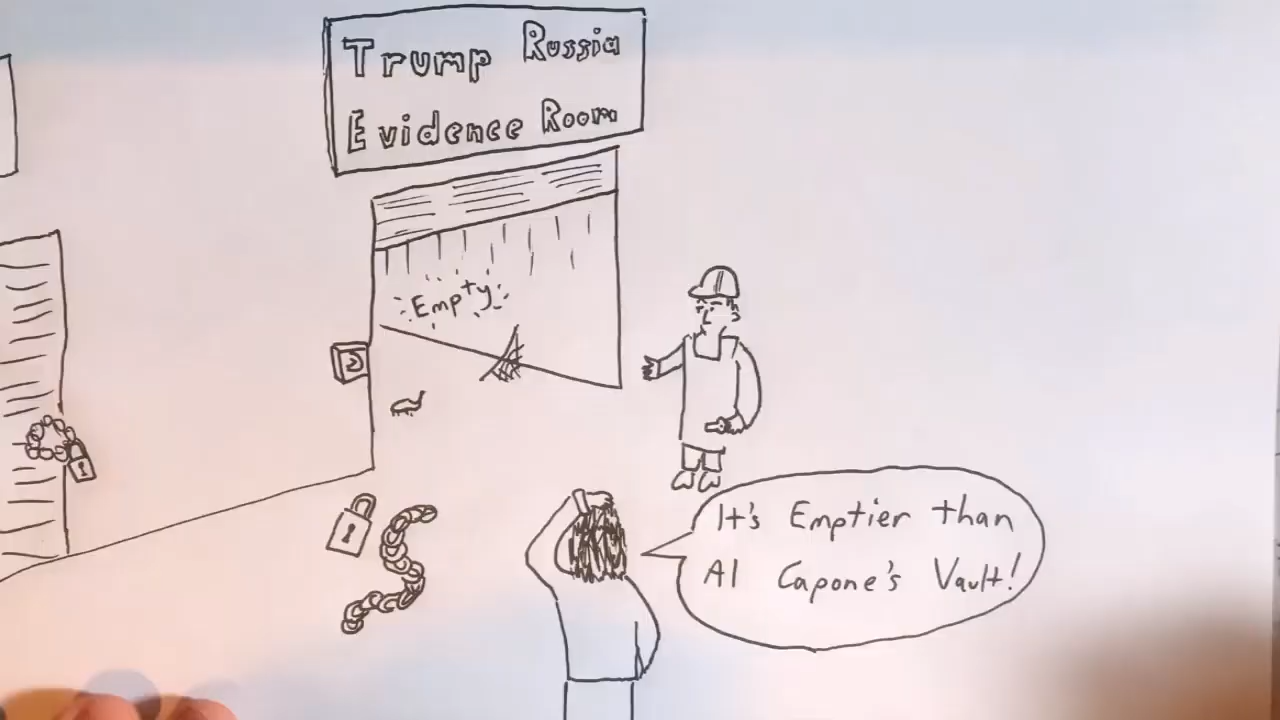 Trump Russia
Evidence Room
Empty
It's Emptier than
Al Capone's Vault!